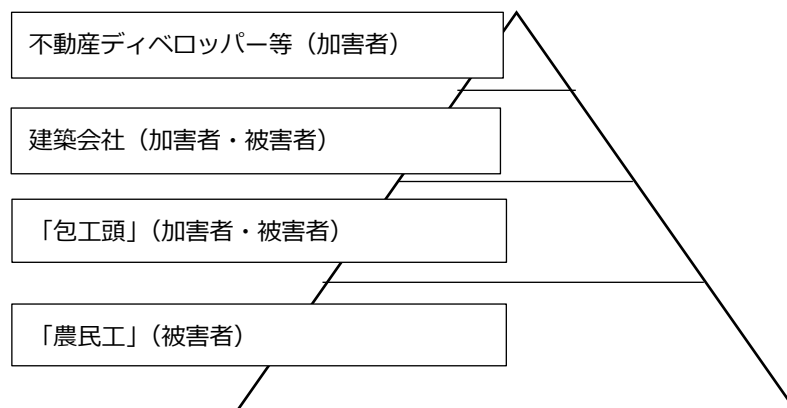 不動産ディベロッパー等（加害者）
建築会社（加害者・被害者）
「包工頭」（加害者・被害者）
「農民工」（被害者）